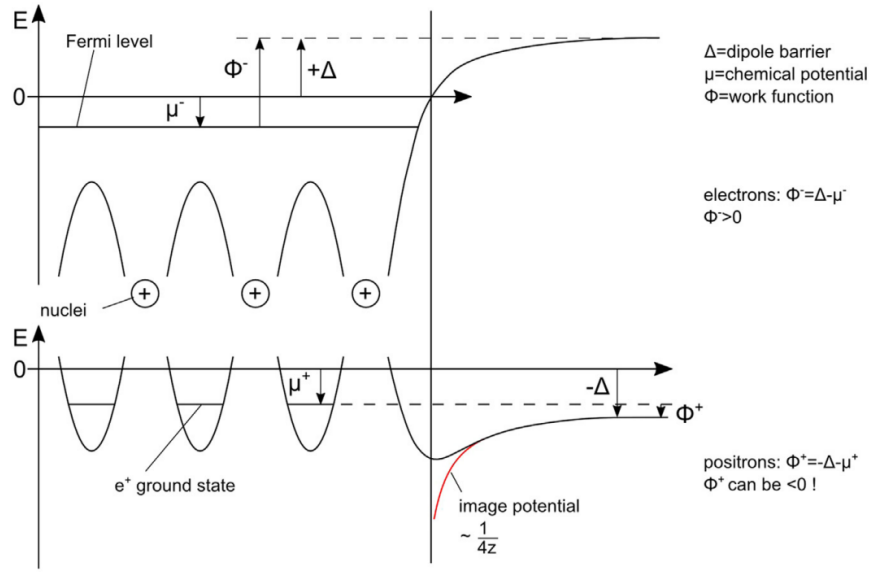 E
Fermi level
Φ⁻
+Δ
0
μ⁻
Δ=dipole barrier
μ=chemical potential
Φ=work function
electrons: Φ⁻=Δ-μ⁻
Φ⁻>0
+
+
+
nuclei
E
0
μ⁺
-Δ
Φ⁺
e⁺ ground state
image potential
~ 1/4z
positrons: Φ⁺=-Δ-μ⁺
Φ⁺ can be <0 !